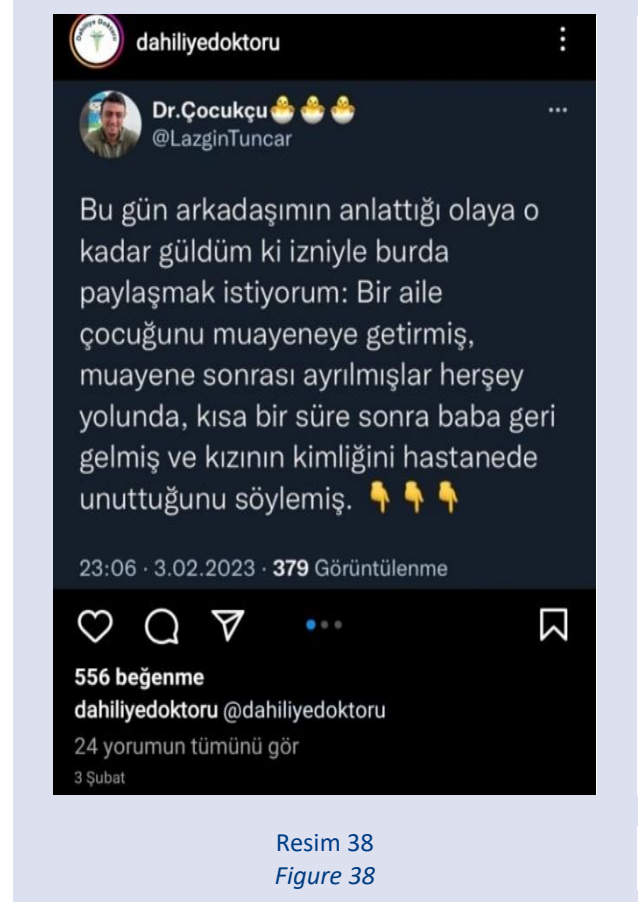 Dahiliye Doktoru
dahiliyedoktoru
Dr.Çocukçu🐣🐣🐣
@LazginTuncar
Bu gün arkadaşımın anlattığı olaya o
kadar güldüm ki izniyle burda
paylaşmak istiyorum: Bir aile
çocuğunu muayeneye getirmiş,
muayene sonrası ayrılmışlar herşey
yolunda, kısa bir süre sonra baba geri
gelmiş ve kızının kimliğini hastanede
unuttuğunu söylemiş. 👇👇👇
23:06 · 3.02.2023 · 379 Görüntülenme
556 beğenme
dahiliyedoktoru @dahiliyedoktoru
24 yorumun tümünü gör
3 Şubat
Resim 38
Figure 38